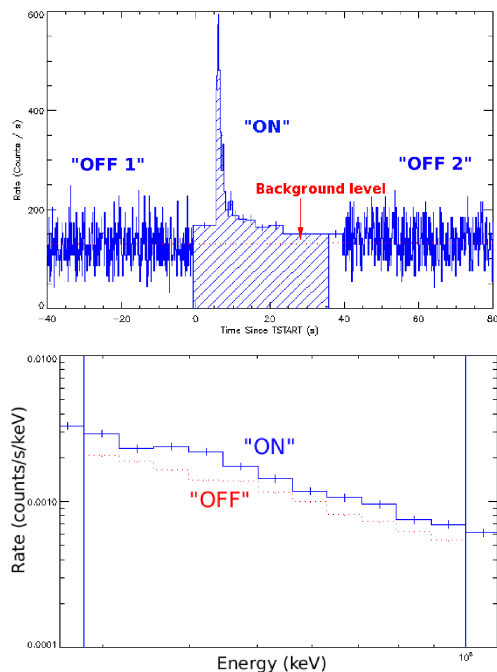 600
400
200
0
Rate (Counts / s)
"OFF 1"
"ON"
"OFF 2"
Background level
-40
-20
0
20
40
60
80
Time Since TSTART (s)
0.0100
0.0010
0.0001
Rate (counts/s/keV)
"ON"
"OFF"
Energy (keV)